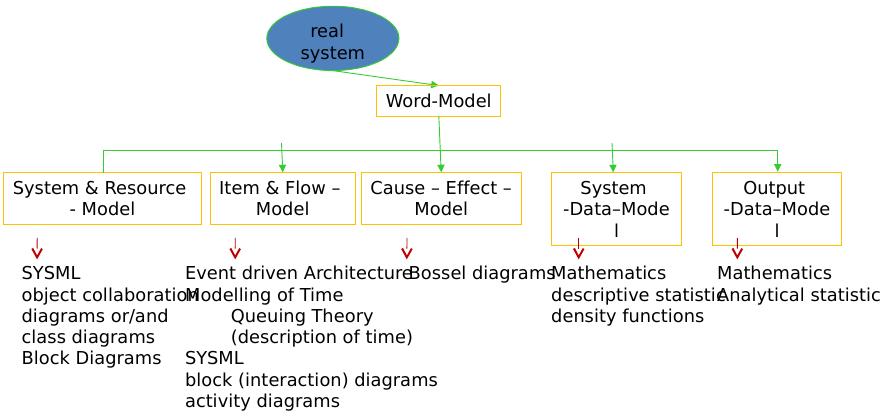 real
system
Word-Model
System & Resource
- Model
Item & Flow –
Model
Cause – Effect –
Model
System
-Data–Mode
l
Output
-Data–Mode
l
SYSML
object collaboration
diagrams or/and
class diagrams
Block Diagrams
Event driven Architecture
Modelling of Time
Queuing Theory
(description of time)
SYSML
block (interaction) diagrams
activity diagrams
Bossel diagrams
Mathematics
descriptive statistic
density functions
Mathematics
Analytical statistic